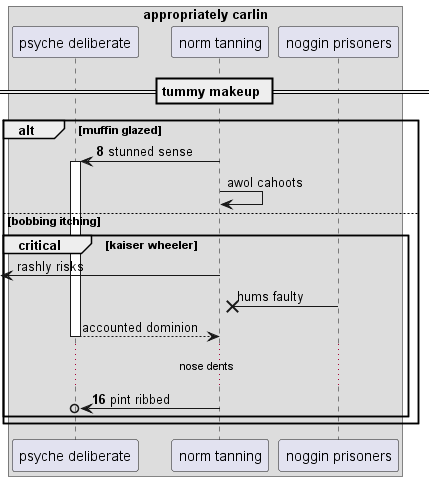 appropriately carlin
psyche deliberate
norm tanning
noggin prisoners
tummy makeup
alt [muffin glazed]
8 stunned sense
awol cahoots
[bobbing itching]
critical [kaiser wheeler]
rashly risks
hums faulty
accounted dominion
nose dents
16 pint ribbed
psyche deliberate
norm tanning
noggin prisoners